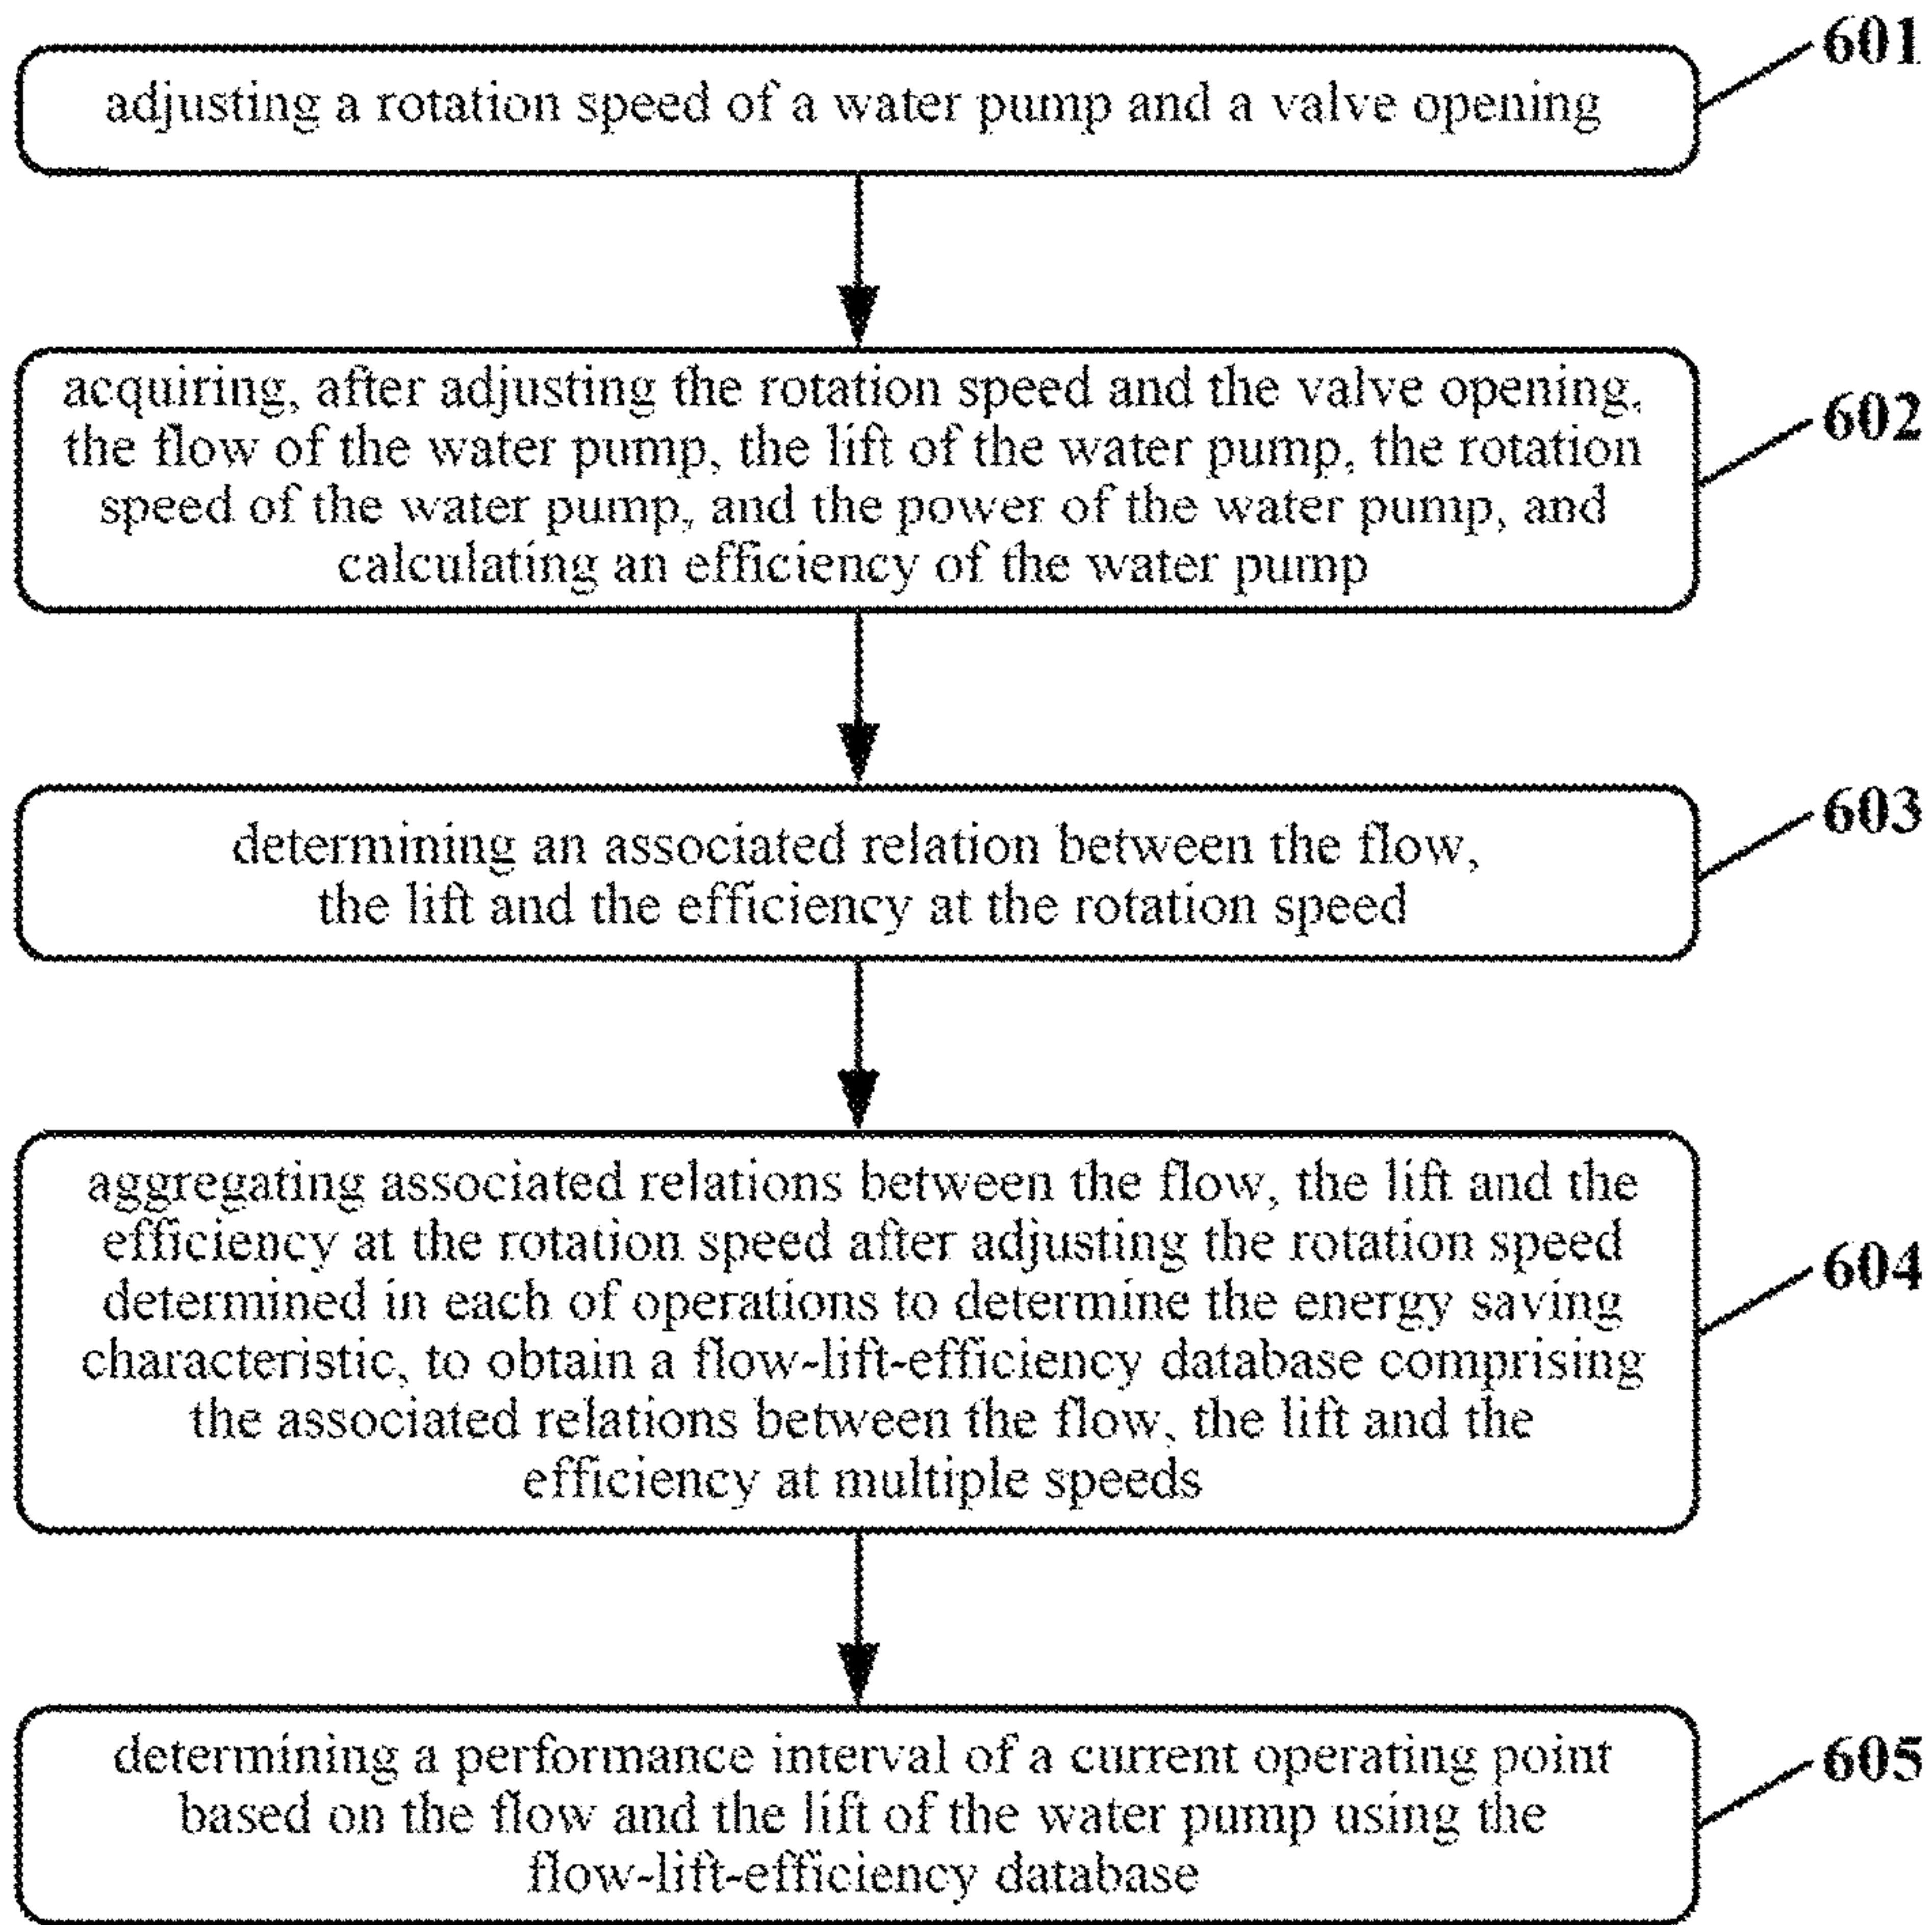 601
adjusting a rotation speed of a water pump and a valve opening
602
acquiring, after adjusting the rotation speed and the valve opening,
the flow of the water pump, the lift of the water pump, the rotation
speed of the water pump, and the power of the water pump, and
calculating an efficiency of the water pump
603
determining an associated relation between the flow,
the lift and the efficiency at the rotation speed
604
aggregating associated relations between the flow, the lift and the
efficiency at the rotation speed after adjusting the rotation speed
determined in each of operations to determine the energy saving
characteristic, to obtain a flow-lift-efficiency database comprising
the associated relations between the flow, the lift and the
efficiency at multiple speeds
605
determining a performance interval of a current operating point
based on the flow and the lift of the water pump using the
flow-lift-efficiency database